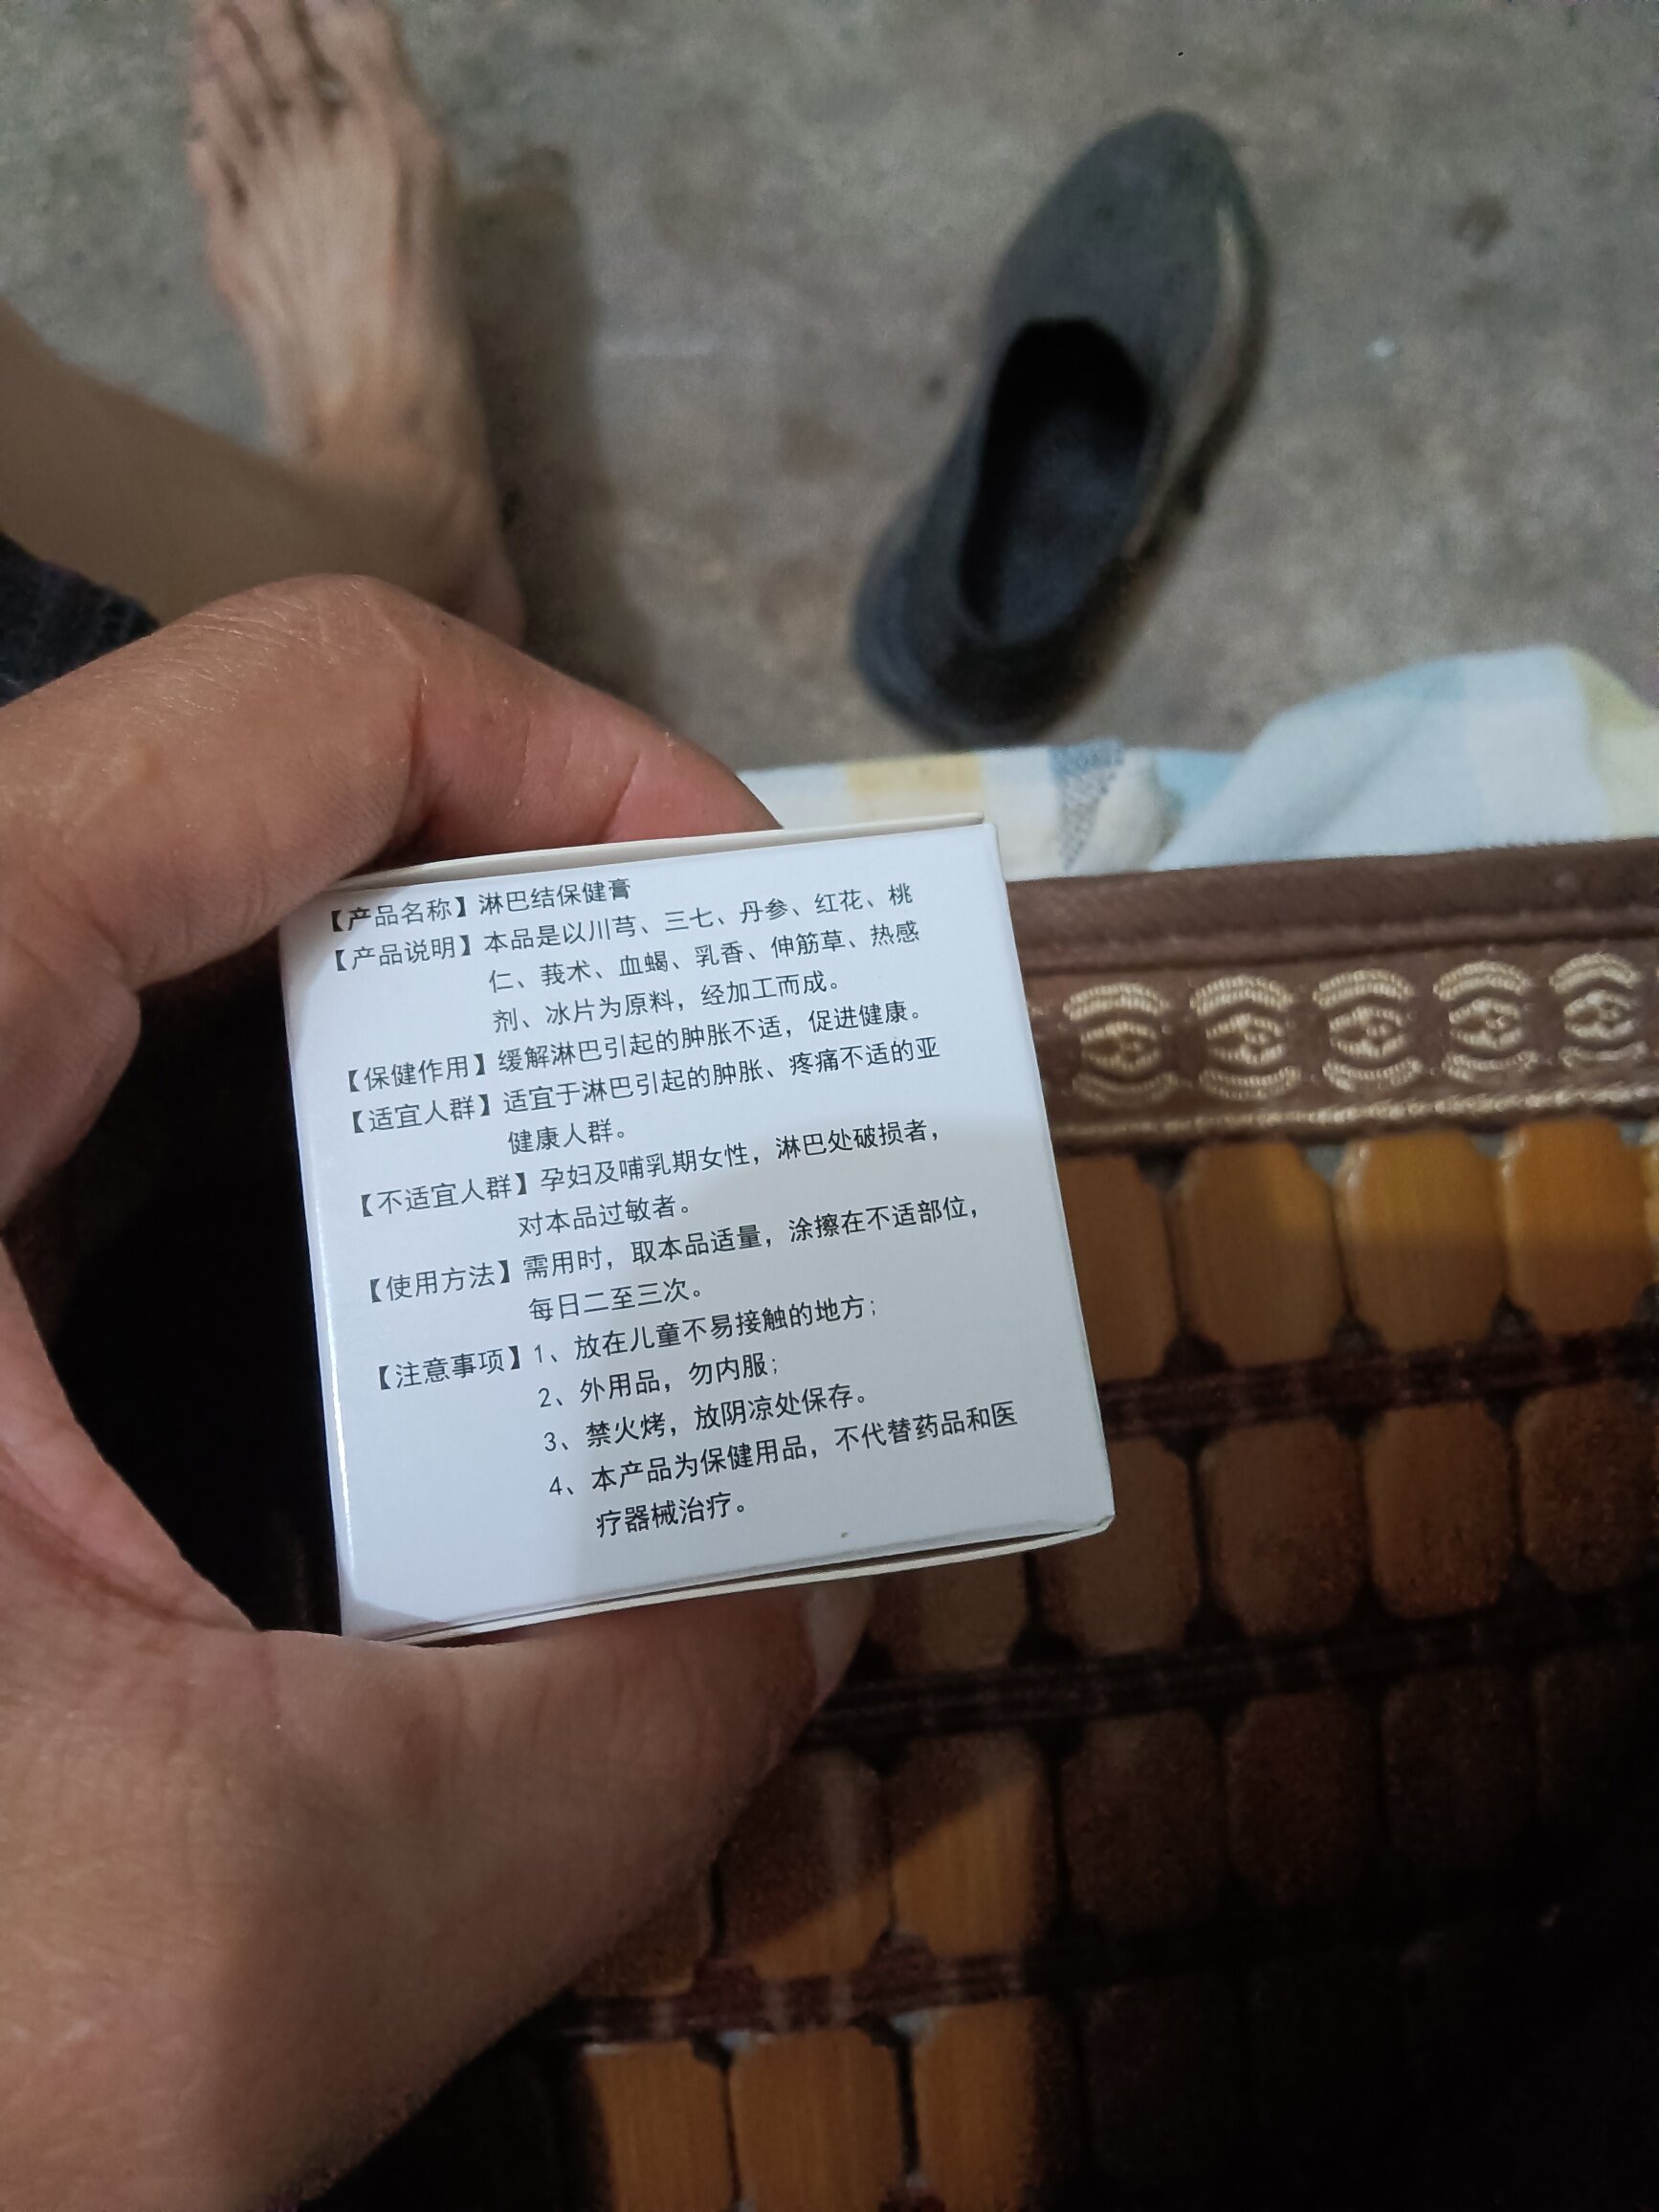 【产品名称】淋巴结保健膏
【产品说明】本品是以川芎、三七、丹参、红花、桃
仁、莪术、血蝎、乳香、伸筋草、热感
剂、冰片为原料，经加工而成。
【保健作用】缓解淋巴引起的肿胀不适，促进健康。
【适宜人群】适宜于淋巴引起的肿胀、疼痛不适的亚
健康人群。
【不适宜人群】孕妇及哺乳期女性，淋巴处破损者，
对本品过敏者。
【使用方法】需用时，取本品适量，涂擦在不适部位，
每日二至三次。
【注意事项】1、放在儿童不易接触的地方；
2、外用品，勿内服；
3、禁火烤，放阴凉处保存。
4、本产品为保健用品，不代替药品和医
疗器械治疗。